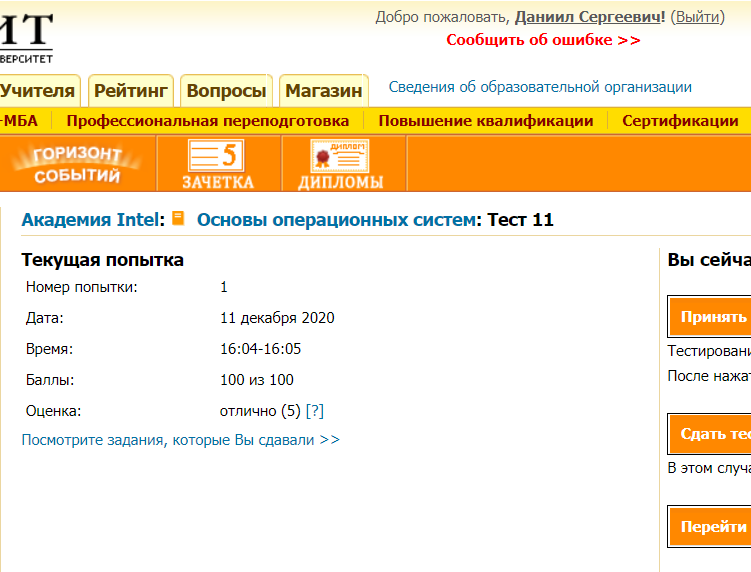 ИТ
Добро пожаловать, Даниил Сергеевич! (Выйти)
Сообщить об ошибке >>
Учителя Рейтинг Вопросы Магазин Сведения об образовательной организации
-МБА Профессиональная переподготовка Повышение квалификации Сертификации
ГОРИЗОНТ СОБЫТИЙ
5 ЗАЧЕТКА
ДИПЛОМ ДИПЛОМЫ
Академия Intel: Основы операционных систем: Тест 11
Текущая попытка
Номер попытки: 1
Дата: 11 декабря 2020
Время: 16:04-16:05
Баллы: 100 из 100
Оценка: отлично (5) [?]
Посмотрите задания, которые Вы сдавали >>
Вы сейча
Принять
Тестировани
После нажат
Сдать тес
В этом случа
Перейти